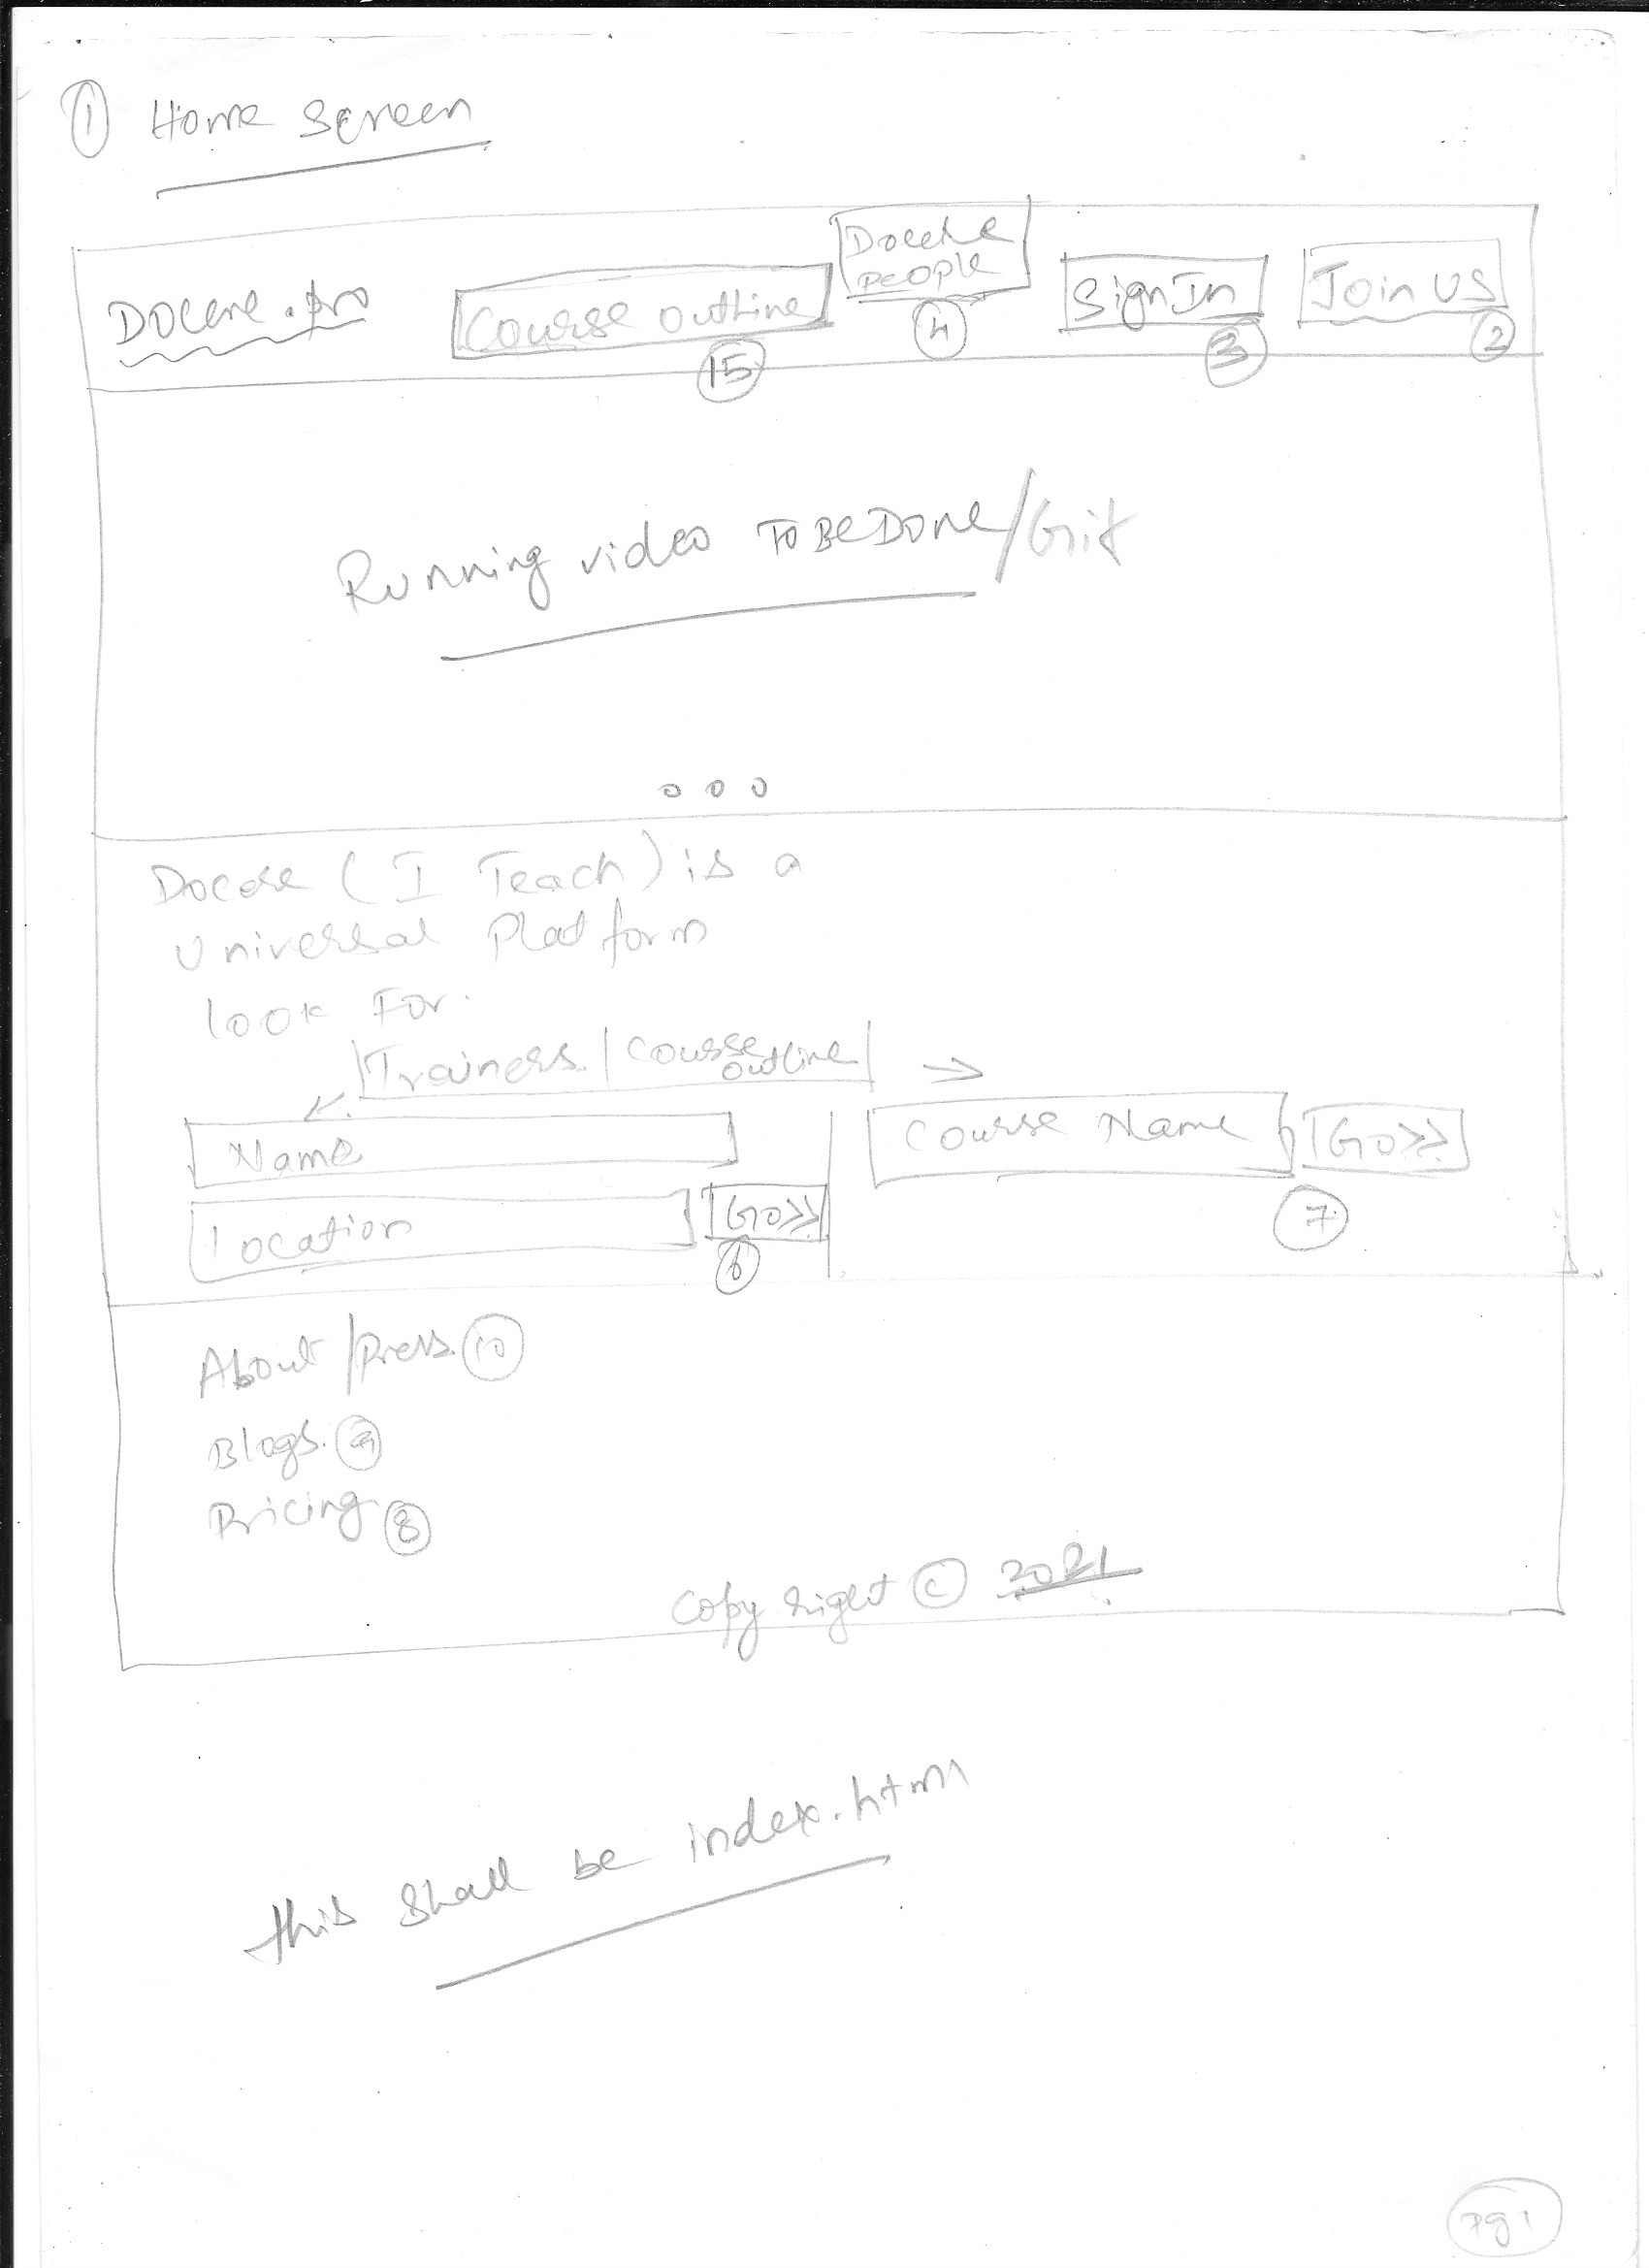 ① Home Screen
Docere.pro
Course outline
⑮
Docere
people
④
Sign In
③
Join Us
②
Running video TO BE DONE/Gif
Docere (I Teach) is a
Universal Platform
look For.
Trainers | Course outline
Name
Location
Go>>
⑥
Course Name
Go>>
⑦
About/Press ⑩
Blogs. ⑨
Pricing ⑧
Copy right © 2021
this shall be index.html
pg 1